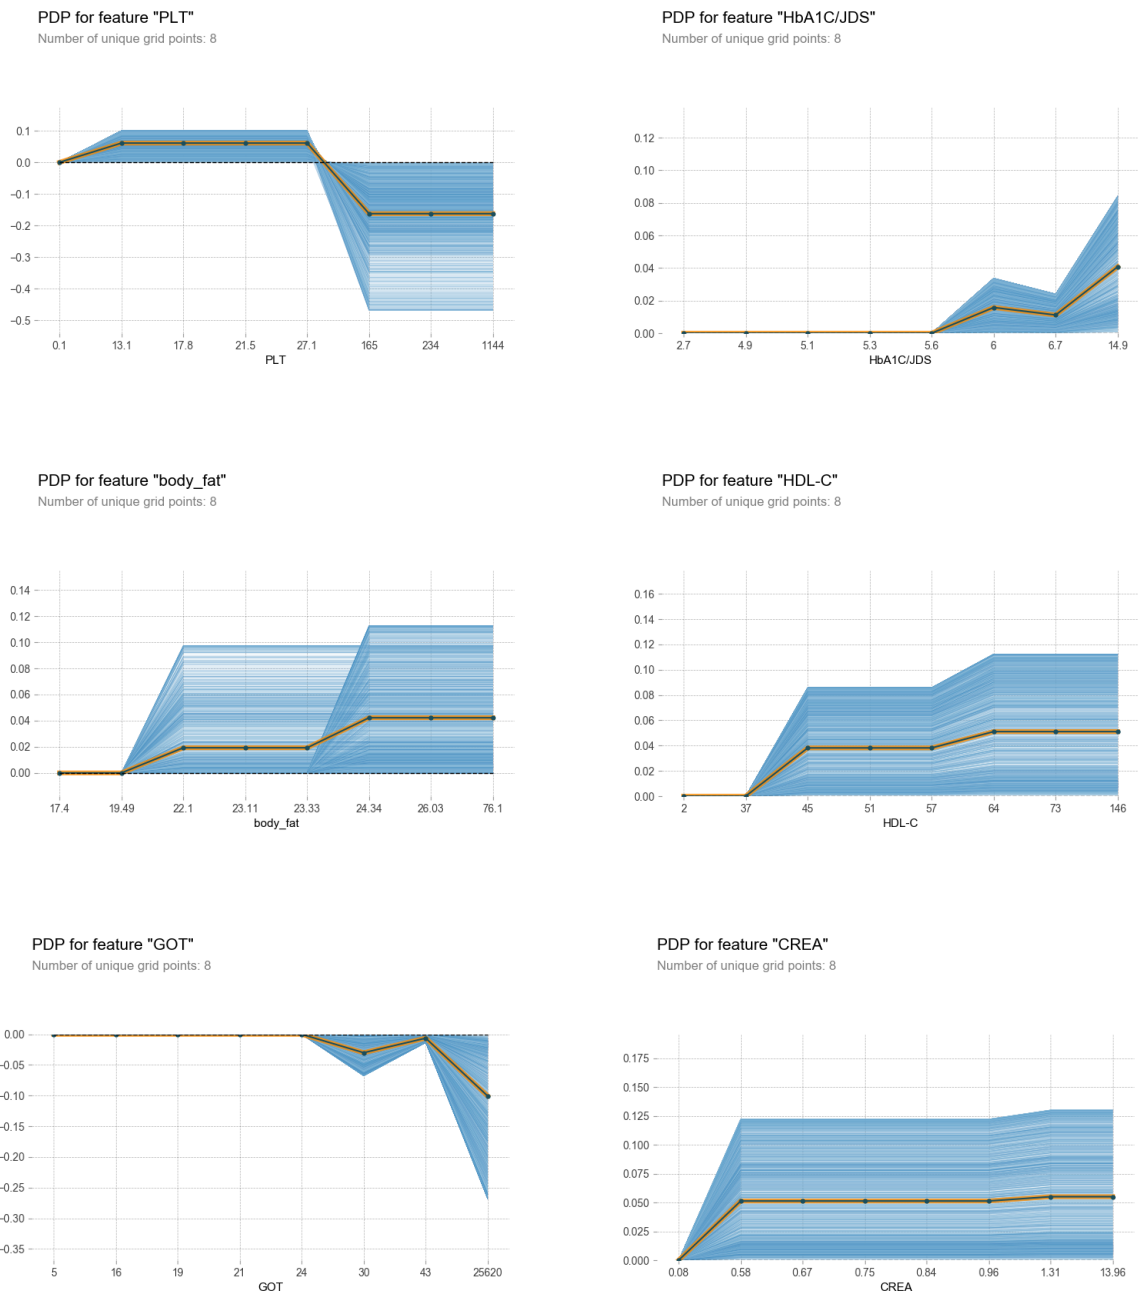 PDP for feature "PLT"
Number of unique grid points: 8
0.1
0.0
−0.1
−0.2
−0.3
−0.4
−0.5
0.1 13.1 17.8 21.5 27.1 165 234 1144
PLT
PDP for feature "HbA1C/JDS"
Number of unique grid points: 8
0.12
0.10
0.08
0.06
0.04
0.02
0.00
2.7 4.9 5.1 5.3 5.6 6 6.7 14.9
HbA1C/JDS
PDP for feature "body_fat"
Number of unique grid points: 8
0.14
0.12
0.10
0.08
0.06
0.04
0.02
0.00
17.4 19.49 22.1 23.11 23.33 24.34 26.03 76.1
body_fat
PDP for feature "HDL-C"
Number of unique grid points: 8
0.16
0.14
0.12
0.10
0.08
0.06
0.04
0.02
0.00
2 37 45 51 57 64 73 146
HDL-C
PDP for feature "GOT"
Number of unique grid points: 8
0.00
−0.05
−0.10
−0.15
−0.20
−0.25
−0.30
−0.35
5 16 19 21 24 30 43 25620
GOT
PDP for feature "CREA"
Number of unique grid points: 8
0.175
0.150
0.125
0.100
0.075
0.050
0.025
0.000
0.08 0.58 0.67 0.75 0.84 0.96 1.31 13.96
CREA